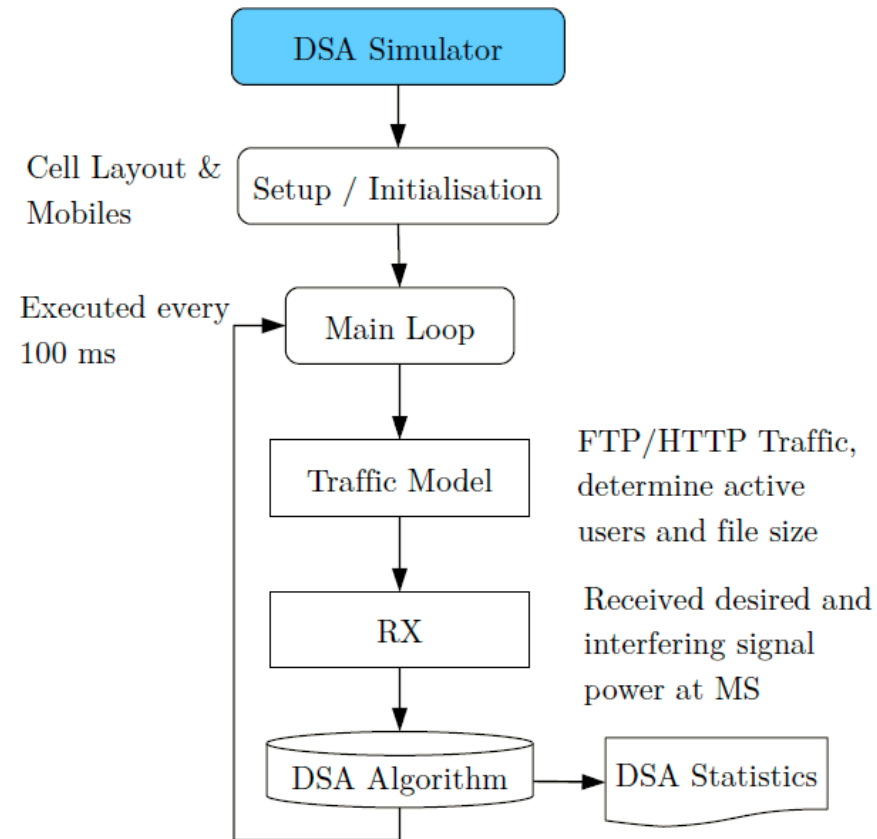 DSA Simulator
Cell Layout &
Mobiles
Setup / Initialisation
Executed every
100 ms
Main Loop
Traffic Model
FTP/HTTP Traffic,
determine active
users and file size
RX
Received desired and
interfering signal
power at MS
DSA Algorithm
DSA Statistics